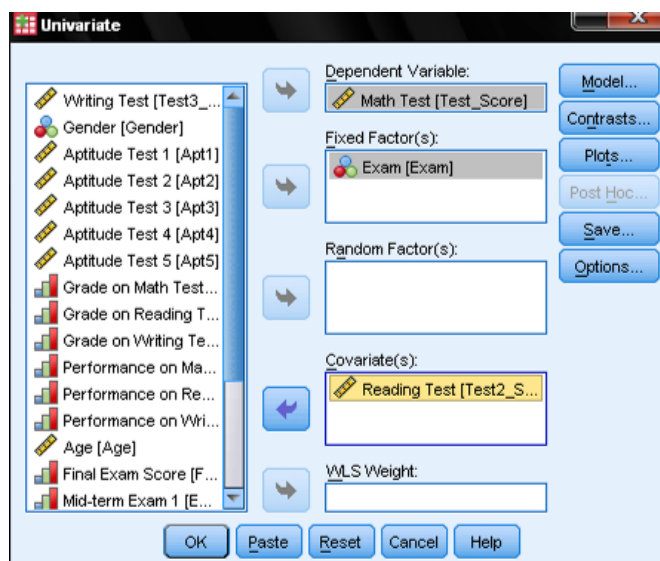 Univariate
Writing Test [Test3_...
Gender [Gender]
Aptitude Test 1 [Apt1]
Aptitude Test 2 [Apt2]
Aptitude Test 3 [Apt3]
Aptitude Test 4 [Apt4]
Aptitude Test 5 [Apt5]
Grade on Math Test...
Grade on Reading T...
Grade on Writing Te...
Performance on Ma...
Performance on Re...
Performance on Wri...
Age [Age]
Final Exam Score [F...
Mid-term Exam 1 [E...
Dependent Variable:
Math Test [Test_Score]
Fixed Factor(s):
Exam [Exam]
Random Factor(s):
Covariate(s):
Reading Test [Test2_S...
WLS Weight:
Model...
Contrasts...
Plots...
Post Hoc...
Save...
Options...
OK Paste Reset Cancel Help